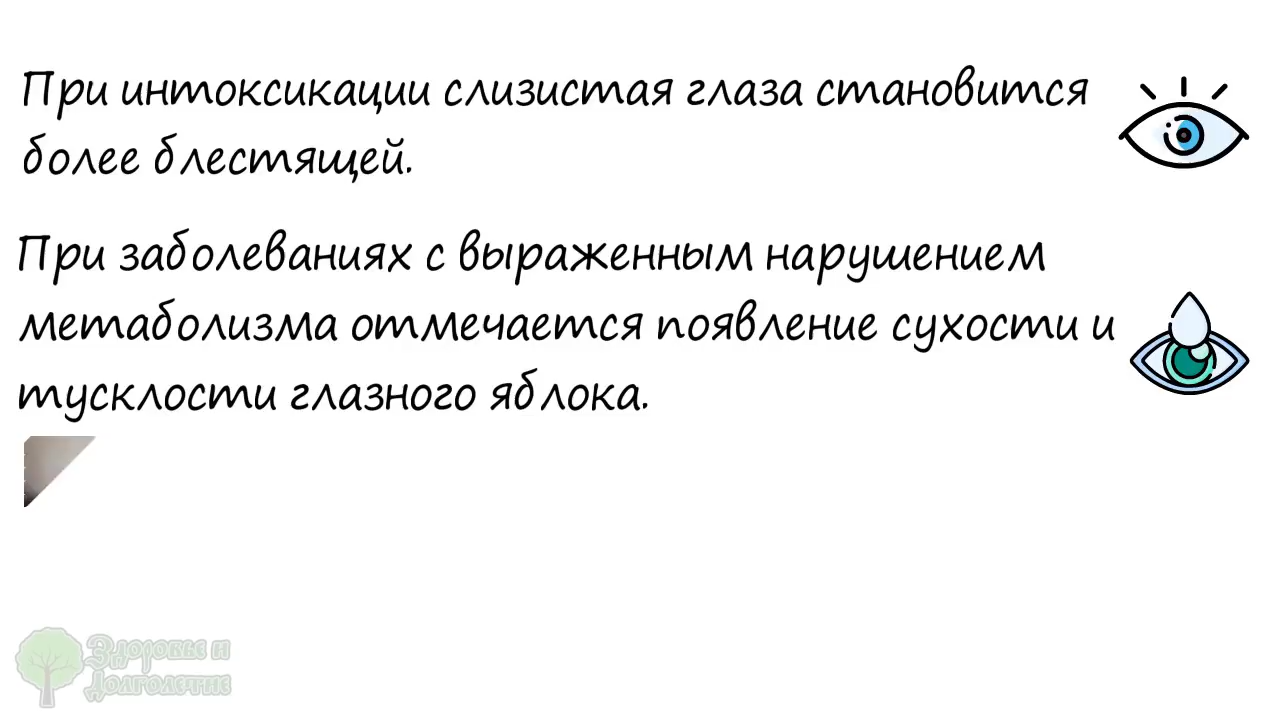 При интоксикации слизистая глаза становится
более блестящей.
При заболеваниях с выраженным нарушением
метаболизма отмечается появление сухости и
тусклости глазного яблока.
Здоровье и
Долголетие